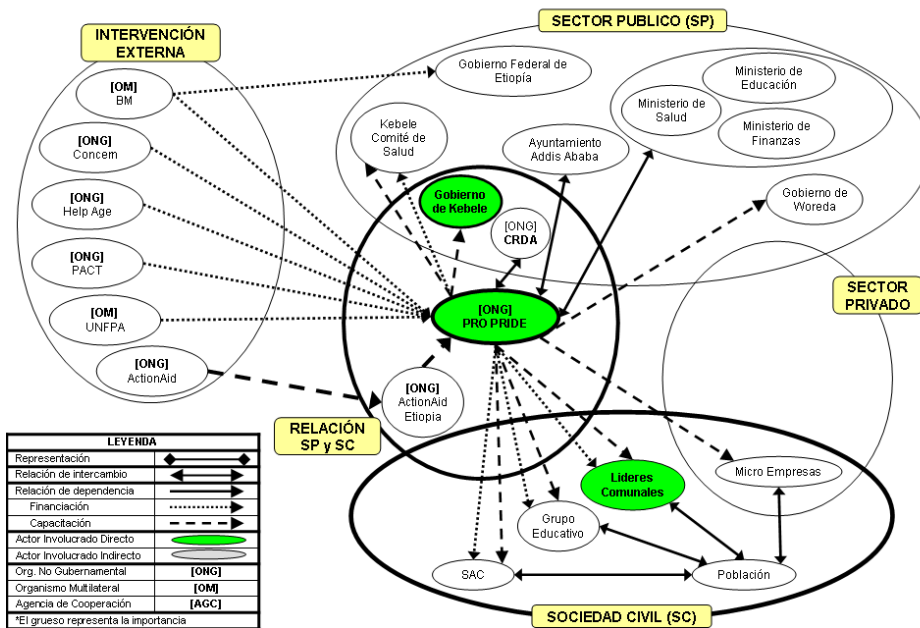 INTERVENCIÓN
EXTERNA
[OM]
BM
[ONG]
Concern
[ONG]
Help Age
[ONG]
PACT
[OM]
UNFPA
[ONG]
ActionAid
SECTOR PUBLICO (SP)
Gobierno Federal de
Etiopía
Ministerio de
Educación
Ministerio de
Salud
Ministerio de
Finanzas
Kebele
Comité de
Salud
Ayuntamiento
Addis Ababa
Gobierno de
Woreda
Gobierno
de Kebele
[ONG]
CRDA
[ONG]
PRO PRIDE
[ONG]
ActionAid
Etiopia
RELACIÓN
SP y SC
SECTOR
PRIVADO
Micro Empresas
Lideres
Comunales
Grupo
Educativo
SAC
Población
SOCIEDAD CIVIL (SC)
LEYENDA
Representación
Relación de intercambio
Relación de dependencia
Financiación
Capacitación
Actor Involucrado Directo
Actor Involucrado Indirecto
Org. No Gubernamental [ONG]
Organismo Multilateral [OM]
Agencia de Cooperación [AGC]
*El grueso representa la importancia